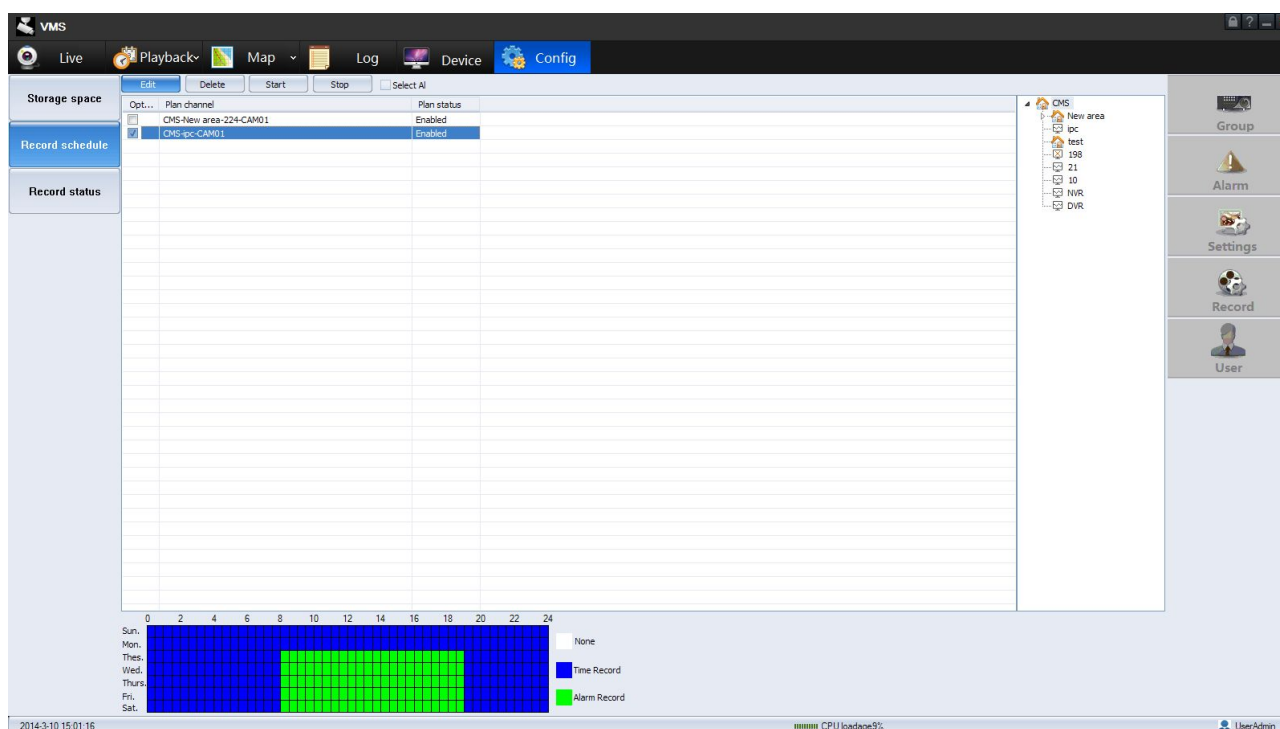 VMS
Live Playback Map Log Device Config
Storage space
Record schedule
Record status
Edit Delete Start Stop Select Al
Opt... Plan channel Plan status
CMS-New area-224-CAM01 Enabled
CMS-ipc-CAM01 Enabled
CMS
New area
ipc
test
198
21
10
NVR
DVR
Group
Alarm
Settings
Record
User
0 2 4 6 8 10 12 14 16 18 20 22 24
Sun.
Mon.
Thes.
Wed.
Thurs.
Fri.
Sat.
None
Time Record
Alarm Record
2014-3-10 15:01:16 CPU loadage9% UserAdmin